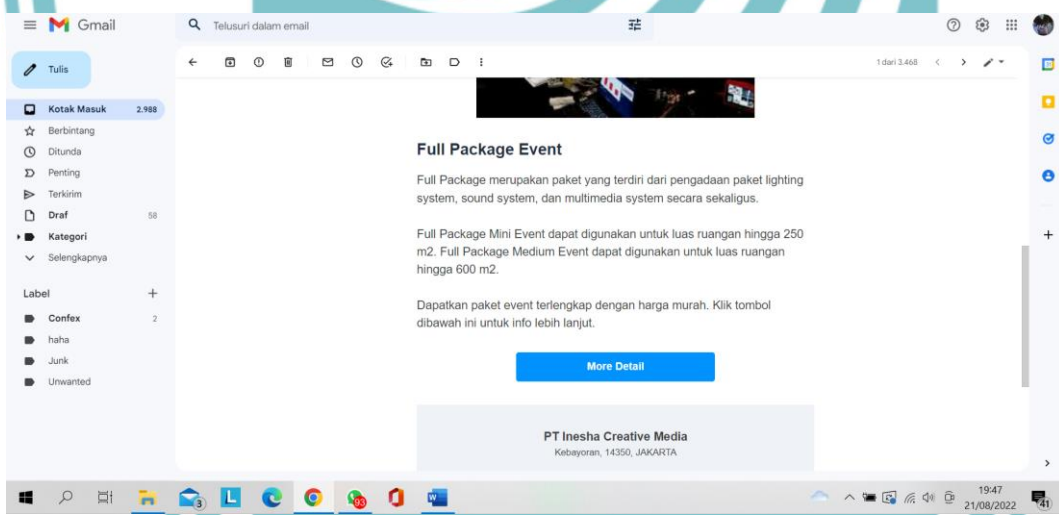 Gmail
Telusuri dalam email
Tulis
1 dari 3.468
Kotak Masuk 2.988
Berbintang
Ditunda
Penting
Terkirim
Draf 58
Kategori
Selengkapnya
Label
Confex 2
haha
Junk
Unwanted
Full Package Event
Full Package merupakan paket yang terdiri dari pengadaan paket lighting
system, sound system, dan multimedia system secara sekaligus.
Full Package Mini Event dapat digunakan untuk luas ruangan hingga 250
m2. Full Package Medium Event dapat digunakan untuk luas ruangan
hingga 600 m2.
Dapatkan paket event terlengkap dengan harga murah. Klik tombol
dibawah ini untuk info lebih lanjut.
More Detail
PT Inesha Creative Media
Kebayoran, 14350, JAKARTA
3
L
93
19:47
21/08/2022
41